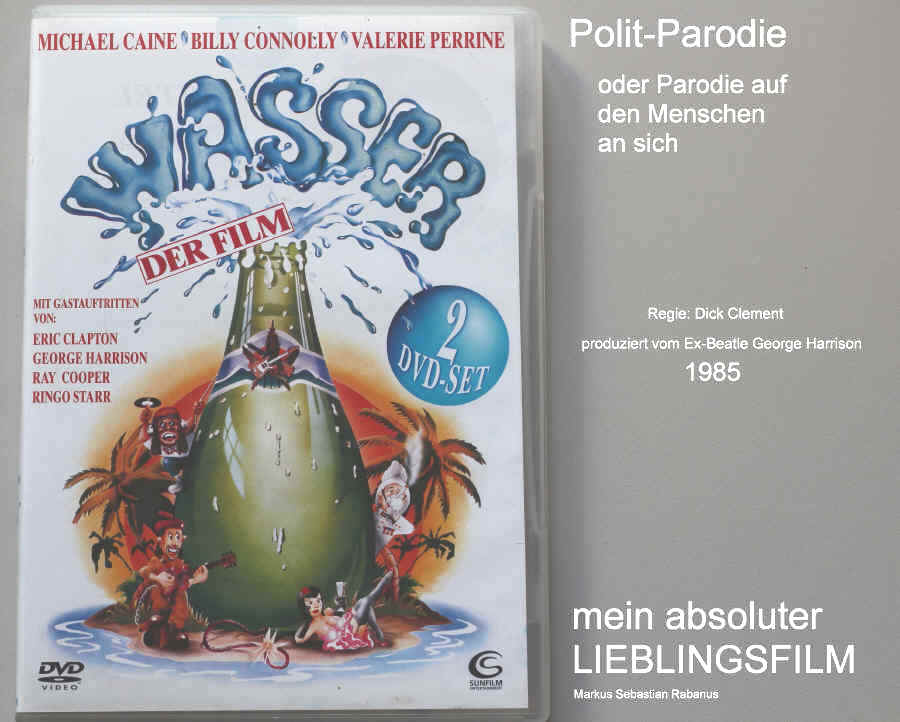 MICHAEL CAINE BILLY CONNOLLY VALERIE PERRINE
WASSER
DER FILM
MIT GASTAUFTRITTEN
VON:
ERIC CLAPTON
GEORGE HARRISON
RAY COOPER
RINGO STARR
2
DVD-SET
DVD
VIDEO
SUNFILM
ENTERTAINMENT
Polit-Parodie
oder Parodie auf
den Menschen
an sich
Regie: Dick Clement
produziert vom Ex-Beatle George Harrison
1985
mein absoluter
LIEBLINGSFILM
Markus Sebastian Rabanus